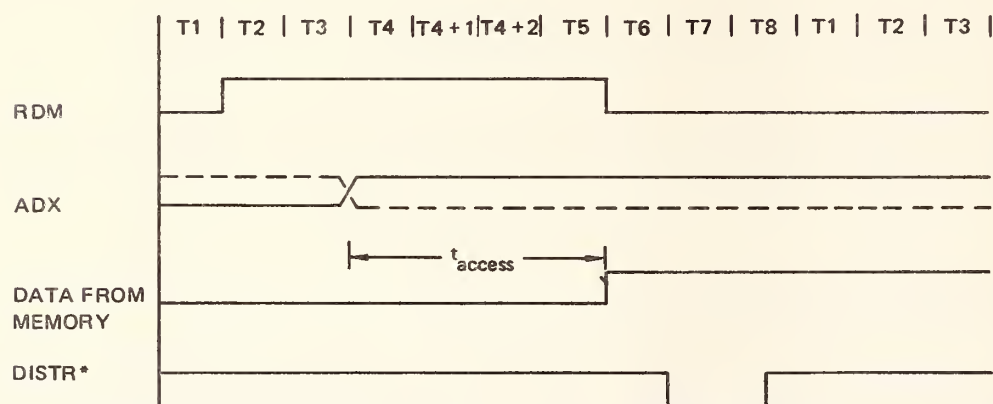 | T1 | T2 | T3 | T4 |T4 + 1|T4 + 2| T5 | T6 | T7 | T8 | T1 | T2 | T3 |
RDM
ADX
taccess
DATA FROM
MEMORY
DISTR*